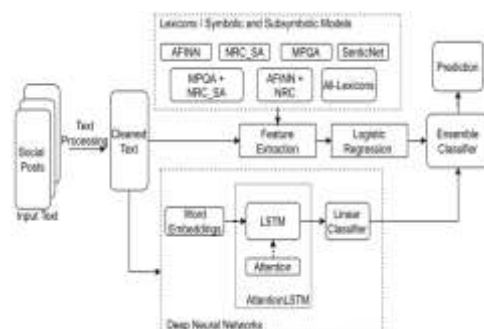 Lexicons / Symbolic and Subsymbolic Models
AFINN
NRC_SA
MPQA
SenticNet
MPQA +
NRC_SA
AFINN +
NRC
All-Lexicons
Prediction
Social
Posts
Input Text
Text
Processing
Cleaned
Text
Feature
Extraction
Logistic
Regression
Ensemble
Classifier
Word
Embeddings
LSTM
Linear
Classifier
Attention
AttentionLSTM
Deep Neural Networks